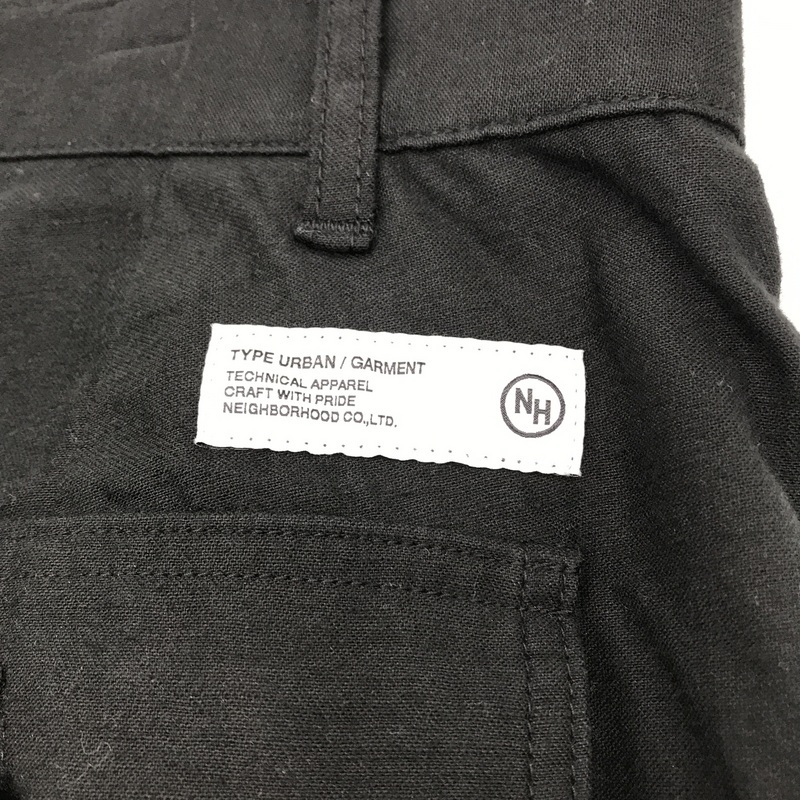 TYPE URBAN / GARMENT
TECHNICAL APPAREL
CRAFT WITH PRIDE
NEIGHBORHOOD CO.,LTD.
NH